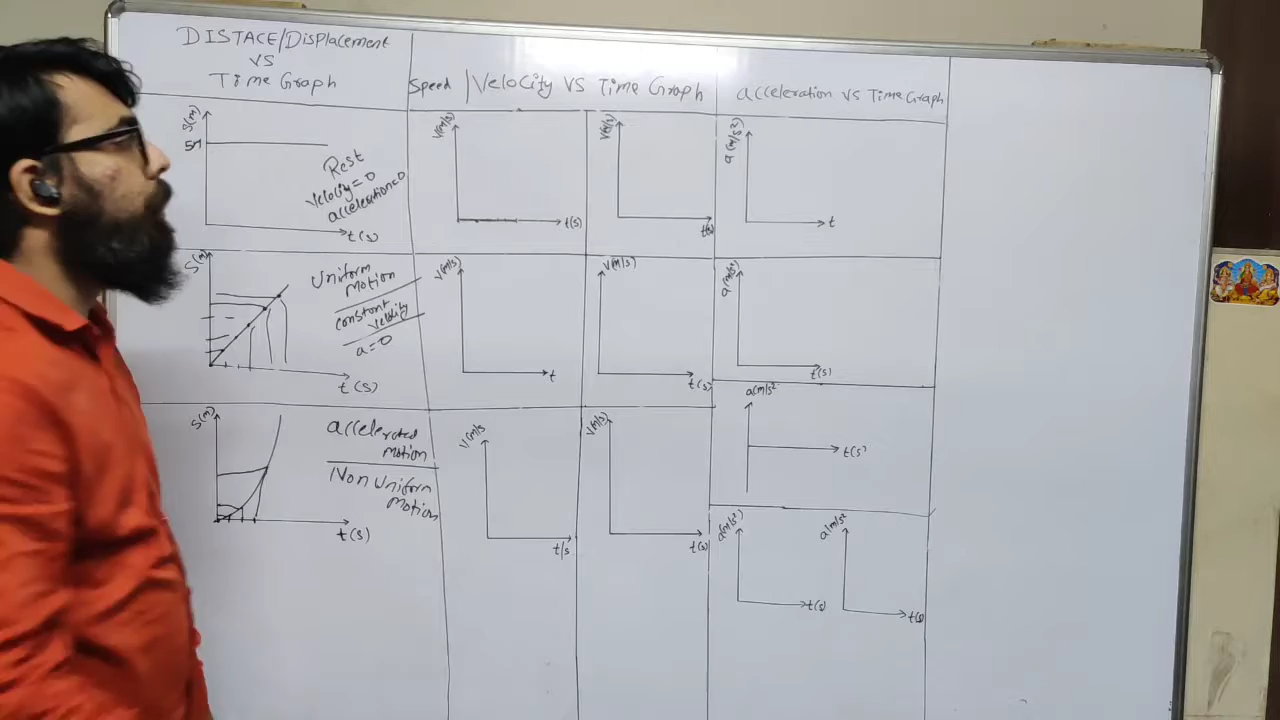 DISTACE/Displacement
VS
Time Graph
Speed | Velocity VS Time Graph
acceleration VS Time Graph
S(m)
5m
Rest
Velocity=0
acceleration=0
t(s)
V(m/s)
t(s)
V(m/s)
t(s)
a(m/s²)
t
S(m)
Uniform
Motion
constant
velocity
a=0
t(s)
V(m/s)
t
V(m/s)
t(s)
a(m/s²
t(s)
a(m/s²
t(s)
S(m)
accelerated
motion
Non Uniform
Motion
t(s)
V(m/s
t/s
V(m/s)
t(s)
a(m/s²)
t(s)
a(m/s²
t(s)